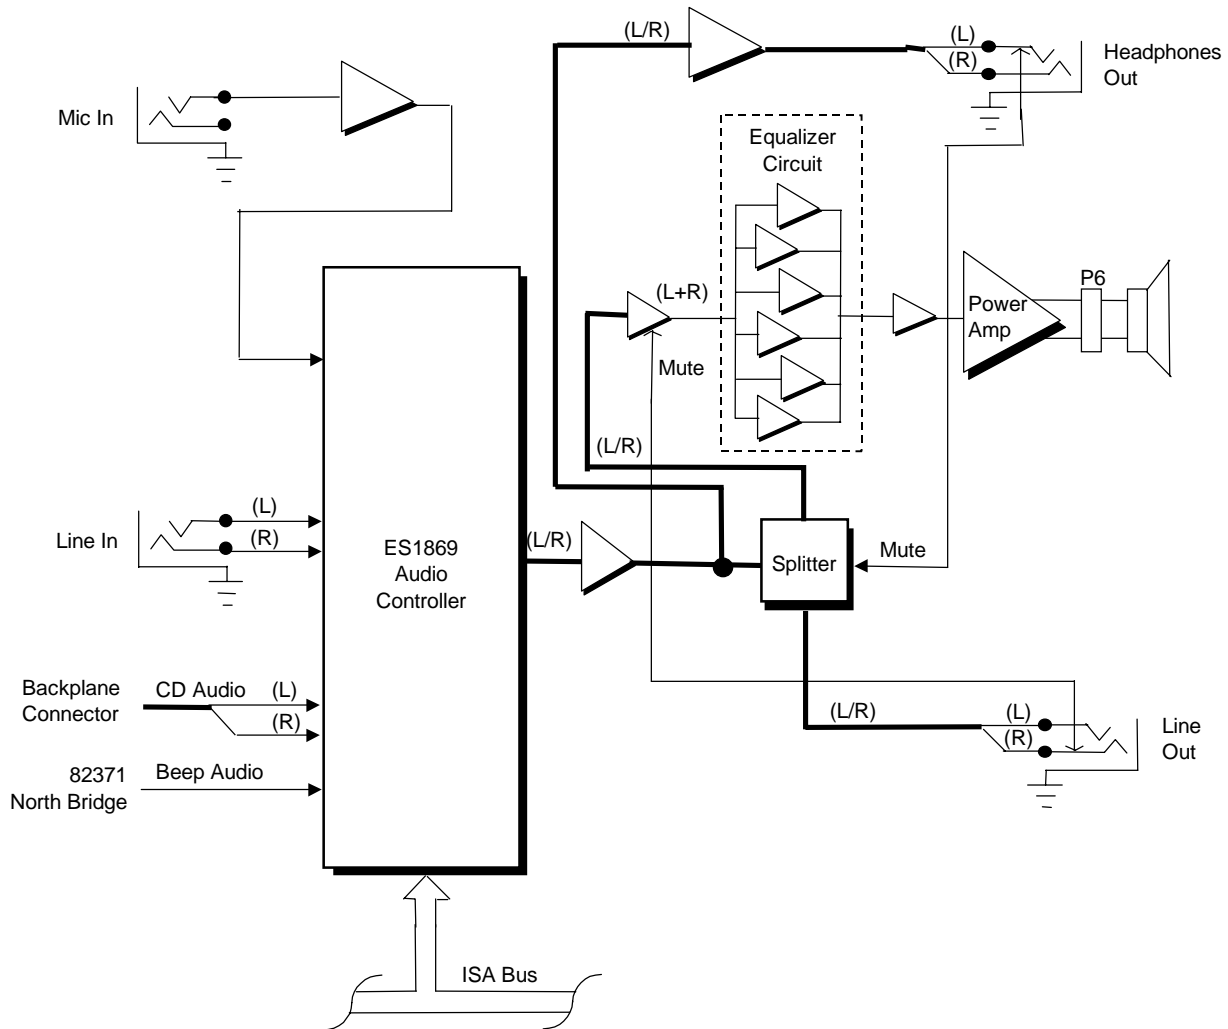 (L/R)
(L)
(R)
Headphones
Out
Mic In
Equalizer
Circuit
(L+R)
P6
Power
Amp
Mute
(L/R)
Line In
(L)
(R)
ES1869
Audio
Controller
(L/R)
Splitter
Mute
Backplane
Connector
CD Audio
(L)
(R)
(L/R)
(L)
(R)
Line
Out
82371
North Bridge
Beep Audio
ISA Bus